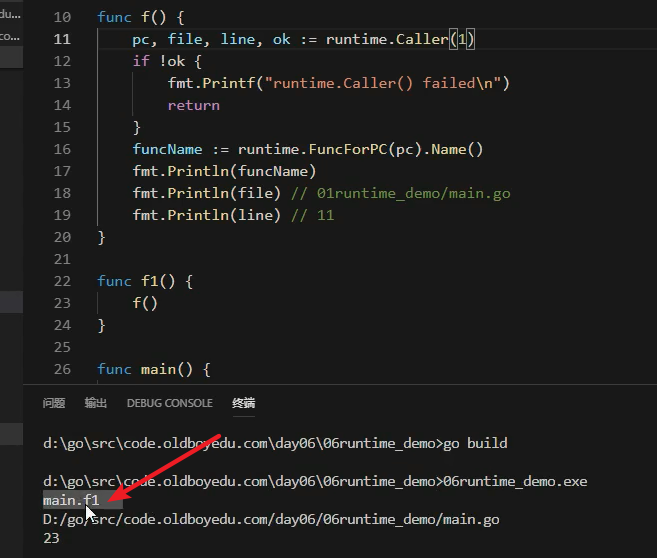 du...
co...
10 func f() {
11 pc, file, line, ok := runtime.Caller(1)
12 if !ok {
13 fmt.Printf("runtime.Caller() failed\n")
14 return
15 }
16 funcName := runtime.FuncForPC(pc).Name()
17 fmt.Println(funcName)
18 fmt.Println(file) // 01runtime_demo/main.go
19 fmt.Println(line) // 11
20 }
21
22 func f1() {
23 f()
24 }
25
26 func main() {
问题 输出 DEBUG CONSOLE 终端
d:\go\src\code.oldboyedu.com\day06\06runtime_demo>go build
d:\go\src\code.oldboyedu.com\day06\06runtime_demo>06runtime_demo.exe
main.f1
D:/go/src/code.oldboyedu.com/day06/06runtime_demo/main.go
23